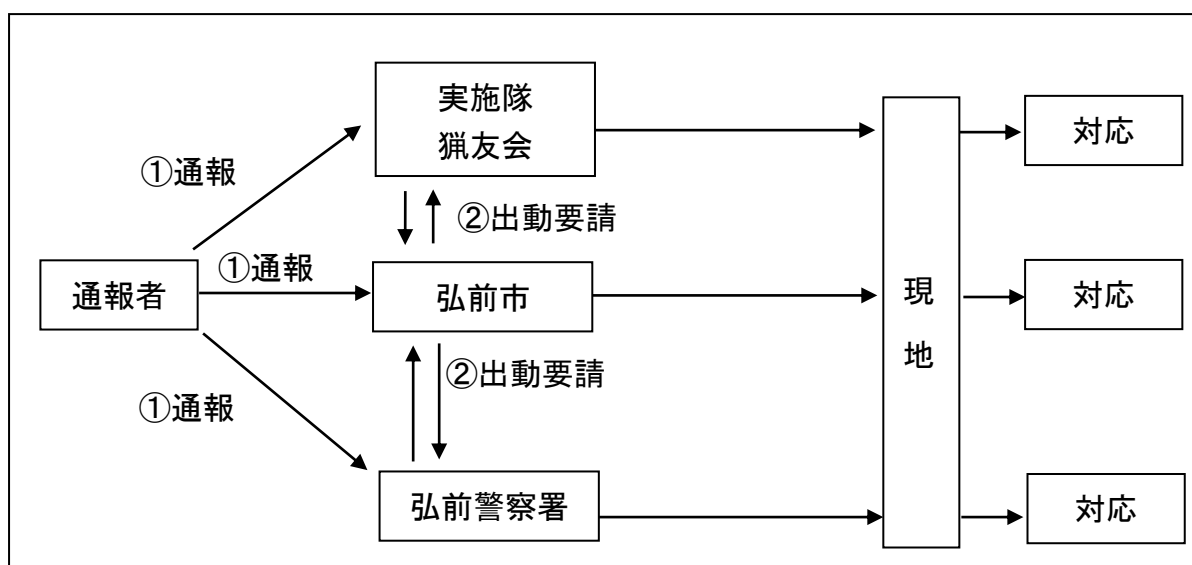 実施隊
猟友会
対応
①通報
②出動要請
①通報
通報者
弘前市
現
地
対応
②出動要請
①通報
弘前警察署
対応